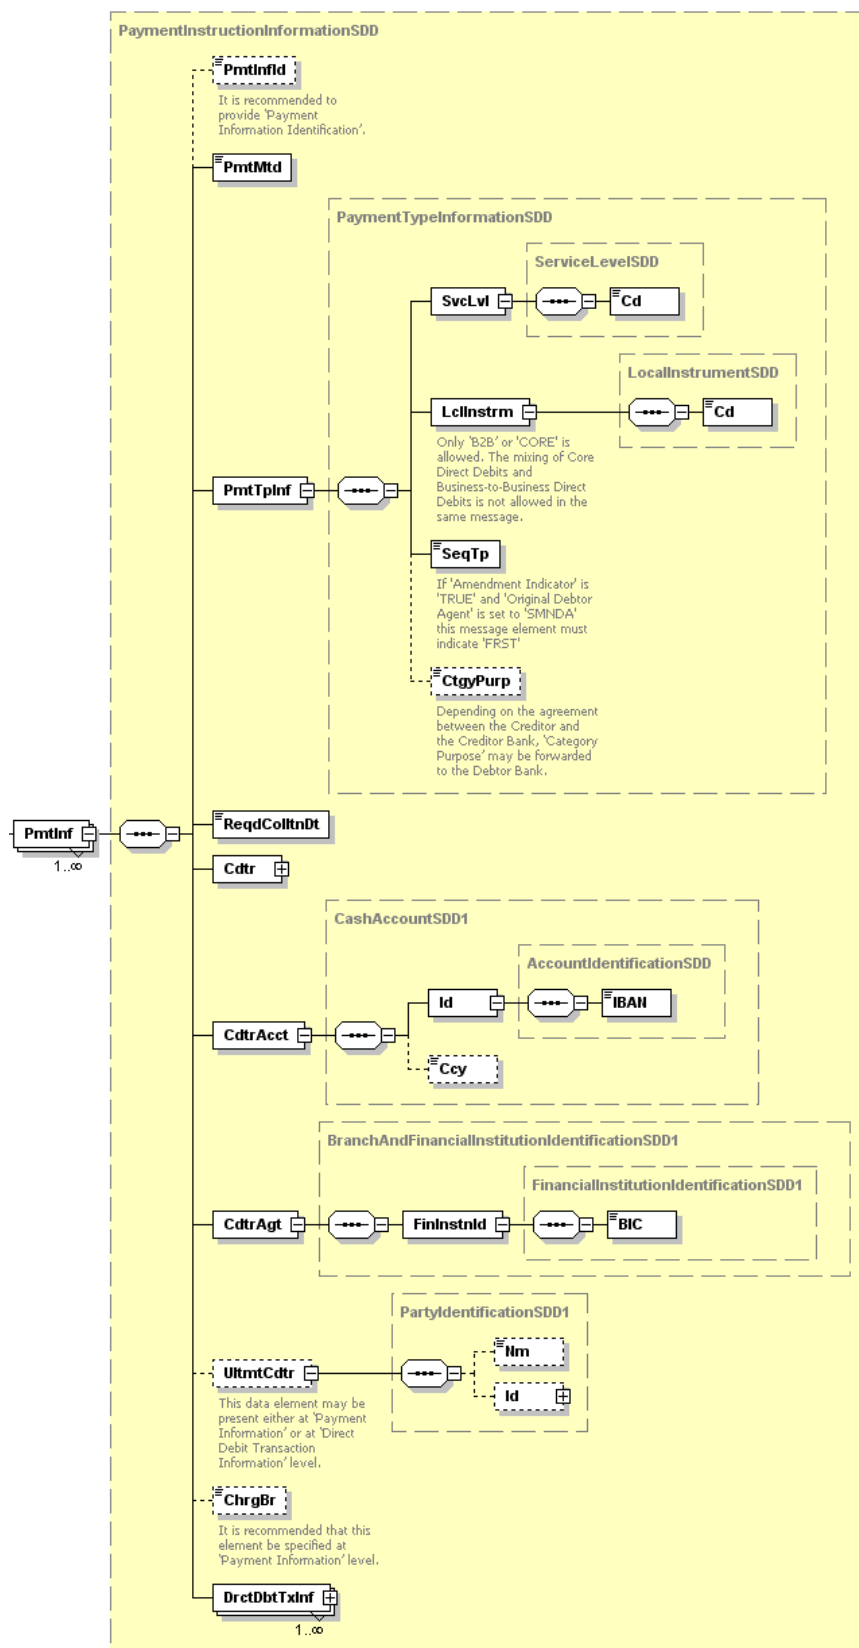 PaymentInstructionInformationSDD
PmtInfId
It is recommended to
provide 'Payment
Information Identification'.
PmtMtd
PaymentTypeInformationSDD
ServiceLevelSDD
SvcLvl
Cd
LocalInstrumentSDD
LclInstrm
Cd
Only 'B2B' or 'CORE' is
allowed. The mixing of Core
Direct Debits and
Business-to-Business Direct
Debits is not allowed in the
same message.
PmtTpInf
SeqTp
If 'Amendment Indicator' is
'TRUE' and 'Original Debtor
Agent' is set to 'SMNDA'
this message element must
indicate 'FRST'
CtgyPurp
Depending on the agreement
between the Creditor and
the Creditor Bank, 'Category
Purpose' may be forwarded
to the Debtor Bank.
PmtInf
1..∞
ReqdColltnDt
Cdtr
CashAccountSDD1
AccountIdentificationSDD
Id
IBAN
CdtrAcct
Ccy
BranchAndFinancialInstitutionIdentificationSDD1
FinancialInstitutionIdentificationSDD1
CdtrAgt
FinInstnId
BIC
PartyIdentificationSDD1
Nm
UltmtCdtr
Id
This data element may be
present either at 'Payment
Information' or at 'Direct
Debit Transaction
Information' level.
ChrgBr
It is recommended that this
element be specified at
'Payment Information' level.
DrctDbtTxInf
1..∞